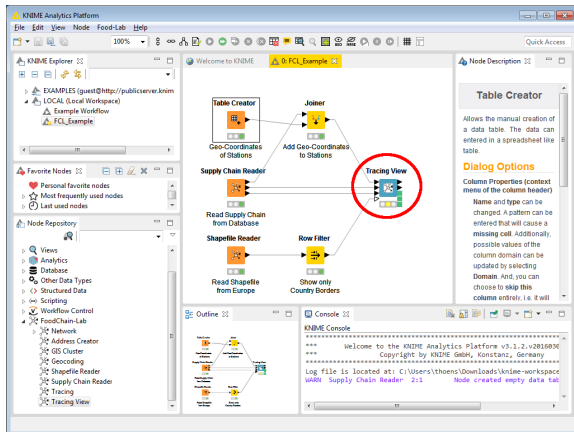 KNIME Analytics Platform
File Edit View Node Food-Lab Help
100%
Quick Access
KNIME Explorer
EXAMPLES (guest@http://publicserver.knim
LOCAL (Local Workspace)
Example Workflow
FCL_Example
Favorite Nodes
Personal favorite nodes
Most frequently used nodes
Last used nodes
Node Repository
Views
Analytics
Database
Other Data Types
Structured Data
Scripting
Workflow Control
FoodChain-Lab
Network
Address Creator
GIS Cluster
Geocoding
Shapefile Reader
Supply Chain Reader
Tracing
Tracing View
Welcome to KNIME
0: FCL_Example
Table Creator
Geo-Coordinates
of Stations
Joiner
Add Geo-Coordinates
to Stations
Supply Chain Reader
Read Supply Chain
from Database
Tracing View
Shapefile Reader
Read Shapefile
from Europe
Row Filter
Show only
Country Borders
Node Description
Table Creator
Allows the manual creation of
a data table. The data can
be entered in a spreadsheet like
table.
Dialog Options
Column Properties (context
menu of the column header)
Name and type can be
changed. A pattern can be
entered that will cause a
missing cell. Additionally,
possible values of the
column domain can be
updated by selecting
Domain. And, you can
choose to skip this
column entirely, i.e. it will
Outline
Console
KNIME Console
*** Welcome to the KNIME Analytics Platform v3.1.2.v2016030
*** Copyright by KNIME GmbH, Konstanz, Germany
Log file is located at: C:\Users\thoens\Downloads\knime-workspace
WARN Supply Chain Reader 2:1 Node created empty data tab